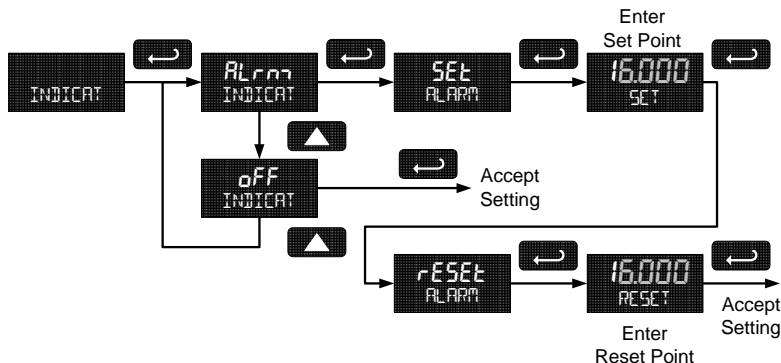 Enter
Set Point
INDICAT
ALrm
INDICAT
SEt
ALARM
16.000
SET
oFF
INDICAT
Accept
Setting
rESEt
ALARM
16.000
RESET
Accept
Setting
Enter
Reset Point